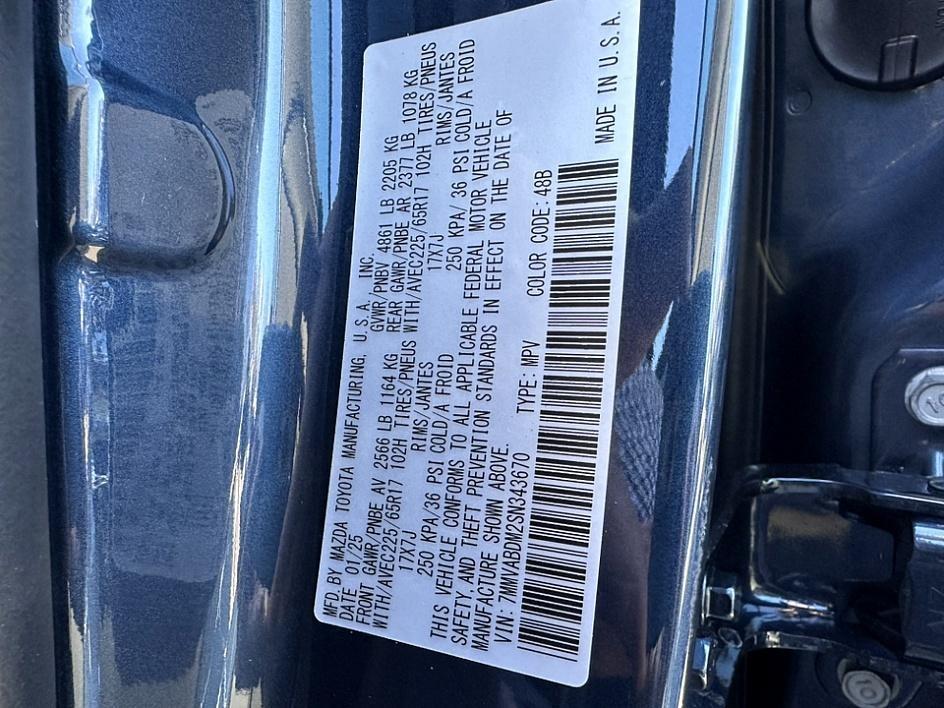 MFD.BY MAZDA TOYOTA MANUFACTURING, U.S.A., INC.
DATE 01/25 GVWR/PNBV 4861 LB 2205 KG
FRONT GAWR/PNBE AV 2566 LB 1164 KG REAR GAWR/PNBE AR 2377 LB 1078 KG
WITH/AVEC225/65R17 102H TIRES/PNEUS WITH/AVEC225/65R17 102H TIRES/PNEUS
17X7J RIMS/JANTES 17X7J RIMS/JANTES
250 KPA/36 PSI COLD/A FROID 250 KPA/ 36 PSI COLD/A FROID
THIS VEHICLE CONFORMS TO ALL APPLICABLE FEDERAL MOTOR VEHICLE
SAFETY, AND THEFT PREVENTION STANDARDS IN EFFECT ON THE DATE OF
MANUFACTURE SHOWN ABOVE.
VIN: 7MMVABDM2SN343670 TYPE: MPV COLOR CODE: 48B
MADE IN U.S.A.